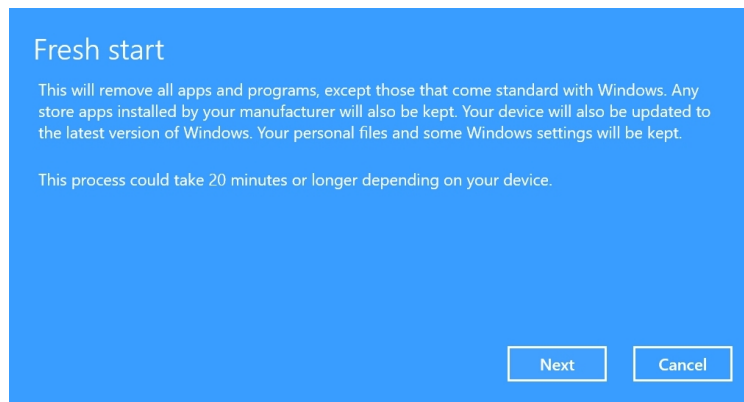 Fresh start
This will remove all apps and programs, except those that come standard with Windows. Any
store apps installed by your manufacturer will also be kept. Your device will also be updated to
the latest version of Windows. Your personal files and some Windows settings will be kept.
This process could take 20 minutes or longer depending on your device.
Next Cancel